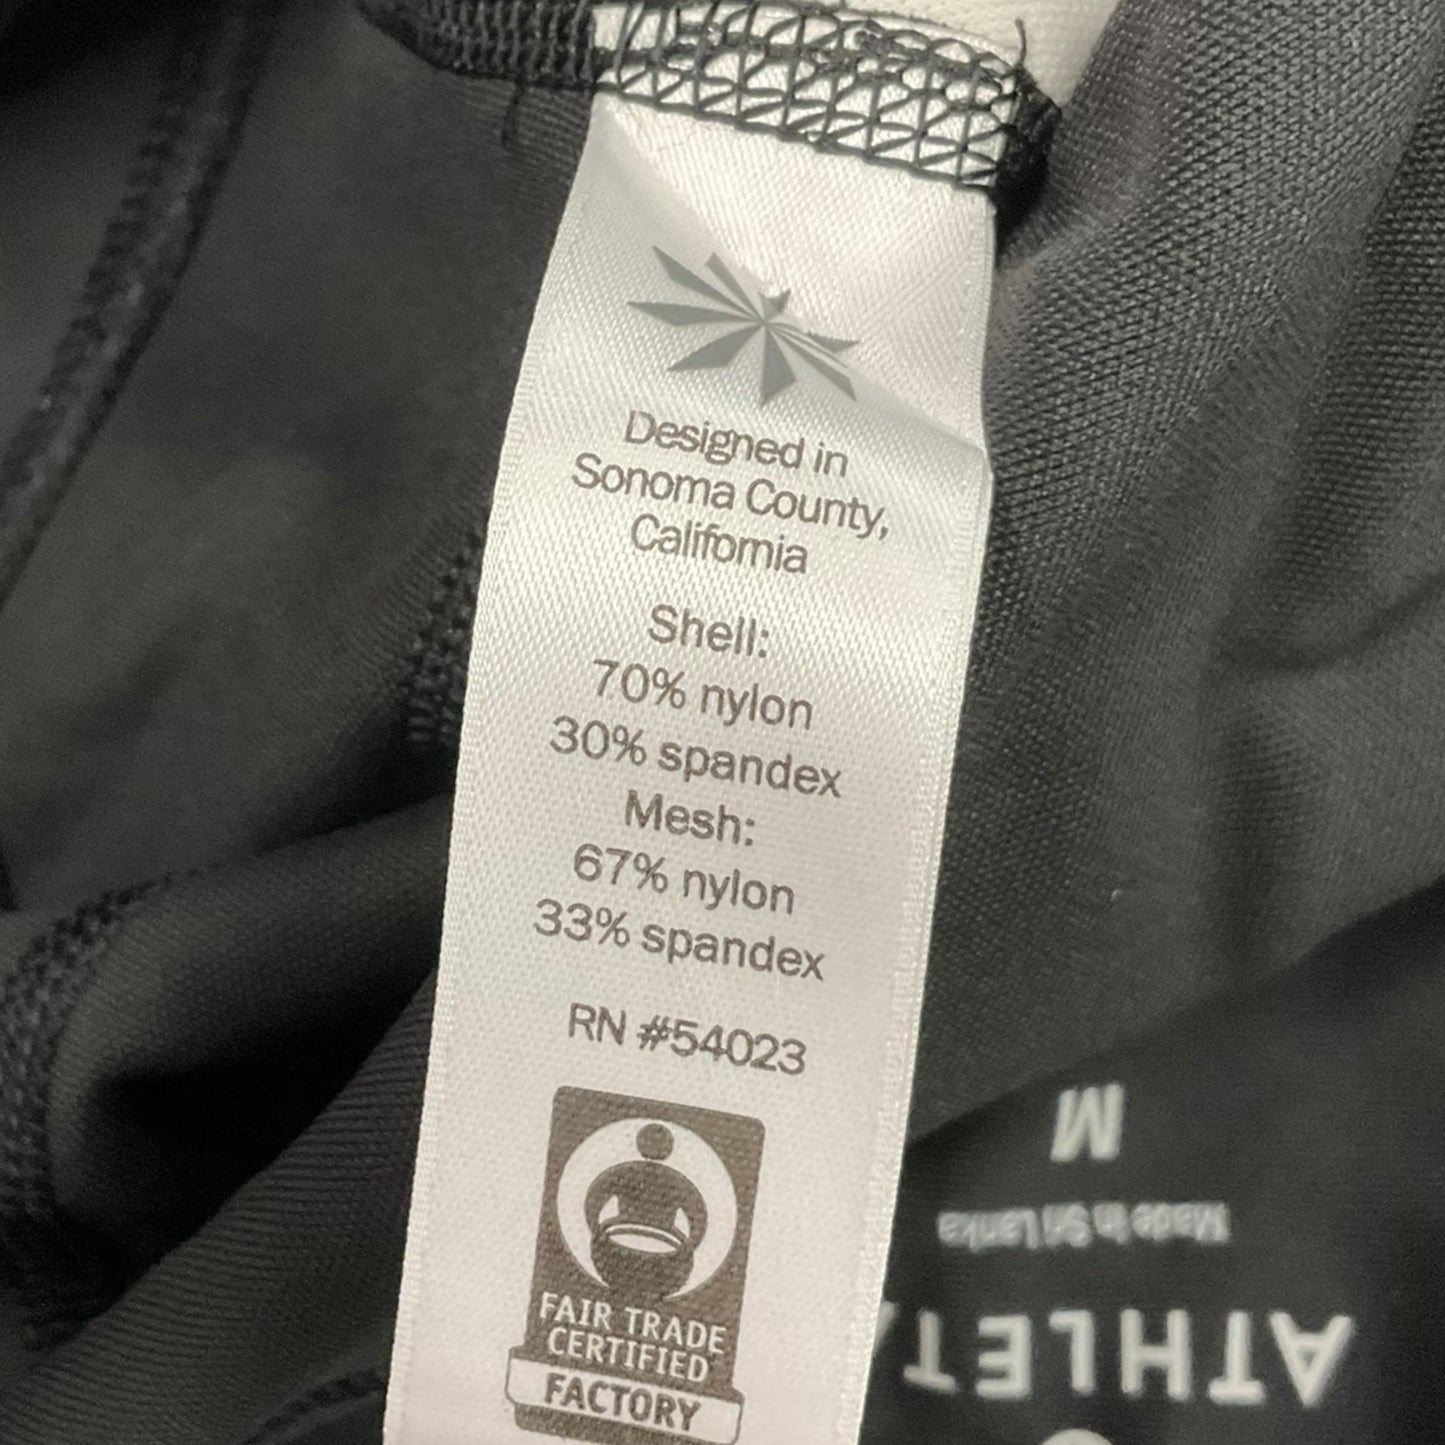 Designed in
Sonoma County,
California
Shell:
70% nylon
30% spandex
Mesh:
67% nylon
33% spandex
RN #54023
FAIR TRADE
CERTIFIED
FACTORY
M
Made in Sri Lanka
ATHLETA